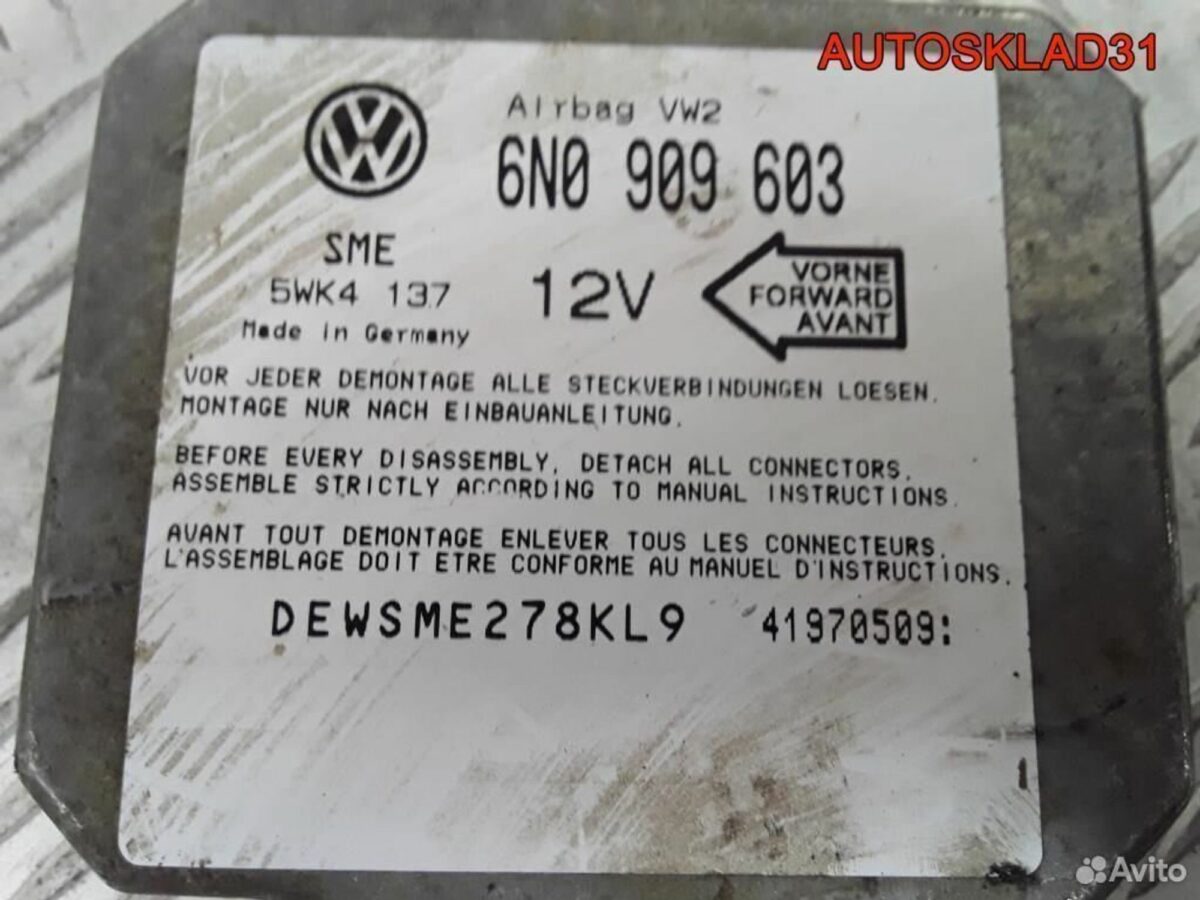 AUTOSKLAD31
Airbag VW2
6N0 909 603
SME
5WK4 137
Made in Germany
12V
VORNE
FORWARD
AVANT
VOR JEDER DEMONTAGE ALLE STECKVERBINDUNGEN LOESEN.
MONTAGE NUR NACH EINBAUANLEITUNG.
BEFORE EVERY DISASSEMBLY, DETACH ALL CONNECTORS.
ASSEMBLE STRICTLY ACCORDING TO MANUAL INSTRUCTIONS.
AVANT TOUT DEMONTAGE ENLEVER TOUS LES CONNECTEURS.
L'ASSEMBLAGE DOIT ETRE CONFORME AU MANUEL D'INSTRUCTIONS.
DEWSME278KL9 41970509:
Avito